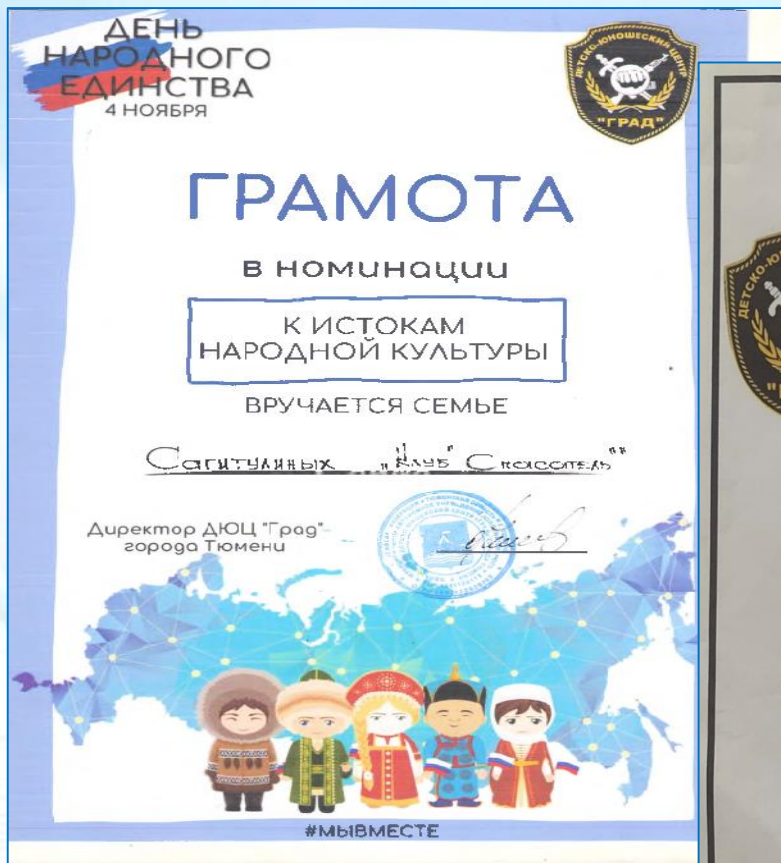 ДЕНЬ
НАРОДНОГО
ЕДИНСТВА
4 НОЯБРЯ
ДЕТСКО-ЮНОШЕСКИЙ ЦЕНТР
"ГРАД"
ГРАМОТА
в номинации
К ИСТОКАМ
НАРОДНОЙ КУЛЬТУРЫ
ВРУЧАЕТСЯ СЕМЬЕ
Сагитулиных "Клуб" Спасатель""
Директор ДЮЦ "Град"
города Тюмени
#МЫВМЕСТЕ